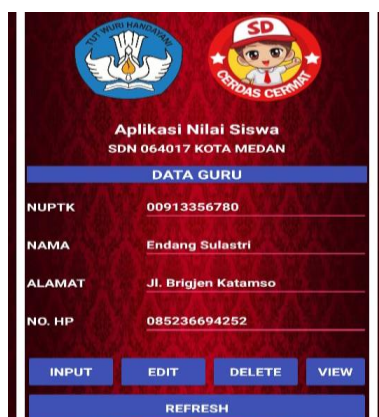 TUT WURI HANDAYANI
SD
CERDAS CERMAT
Aplikasi Nilai Siswa
SDN 064017 KOTA MEDAN
DATA GURU
NUPTK 00913356780
NAMA Endang Sulastri
ALAMAT Jl. Brigjen Katamso
NO. HP 085236694252
INPUT EDIT DELETE VIEW
REFRESH